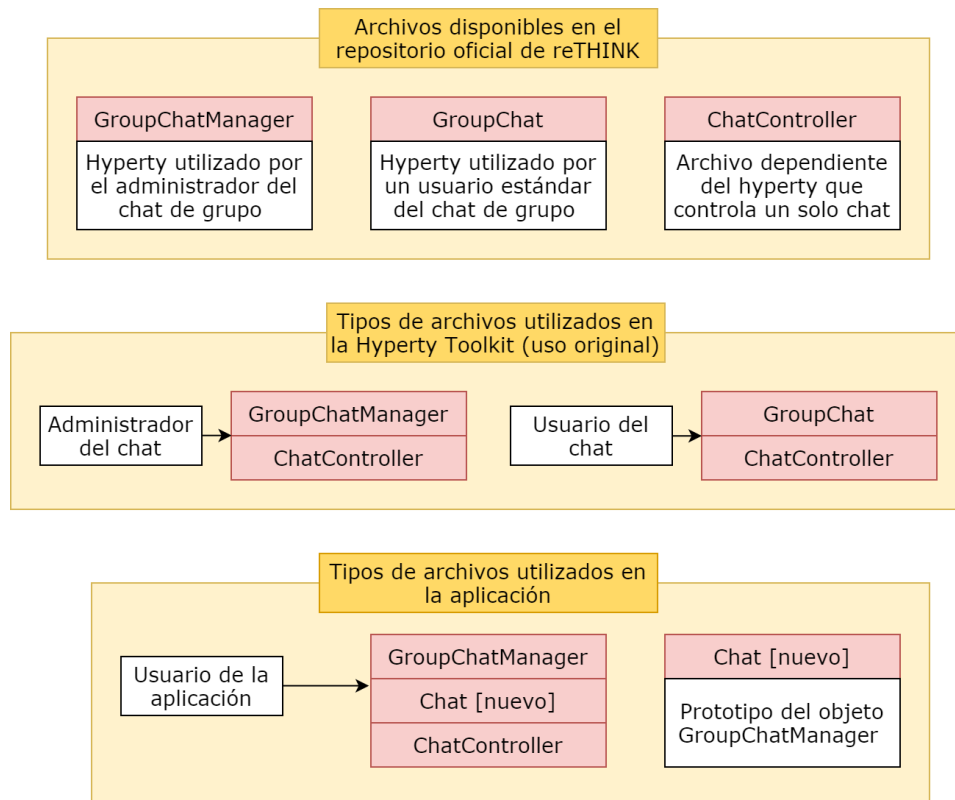 Archivos disponibles en el
repositorio oficial de reTHINK
GroupChatManager
Hyperty utilizado por
el administrador del
chat de grupo
GroupChat
Hyperty utilizado por
un usuario estándar
del chat de grupo
ChatController
Archivo dependiente
del hyperty que
controla un solo chat
Tipos de archivos utilizados en
la Hyperty Toolkit (uso original)
Administrador
del chat
GroupChatManager
ChatController
Usuario del
chat
GroupChat
ChatController
Tipos de archivos utilizados en
la aplicación
Usuario de la
aplicación
GroupChatManager
Chat [nuevo]
ChatController
Chat [nuevo]
Prototipo del objeto
GroupChatManager